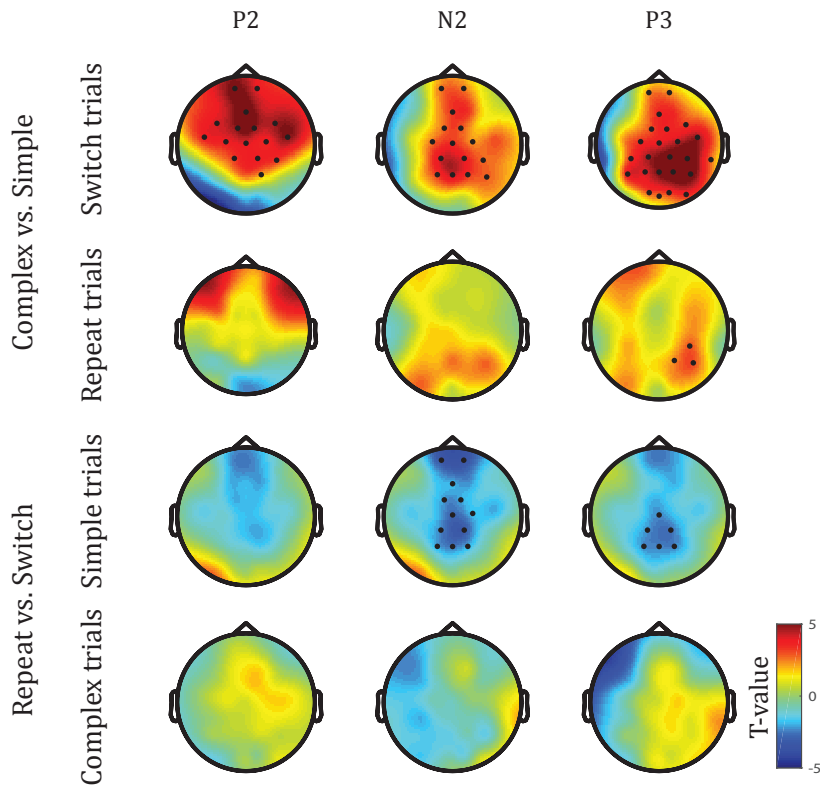 P2 N2 P3
Complex vs. Simple
Switch trials
Repeat trials
Repeat vs. Switch
Simple trials
Complex trials
T-value
5
0
-5